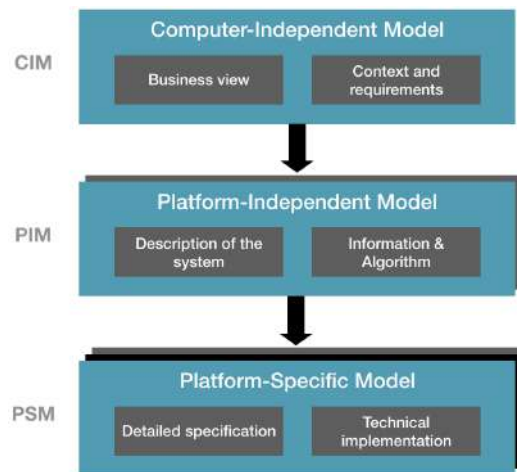 CIM
Computer-Independent Model
Business view
Context and
requirements
PIM
Platform-Independent Model
Description of the
system
Information &
Algorithm
PSM
Platform-Specific Model
Detailed specification
Technical
implementation